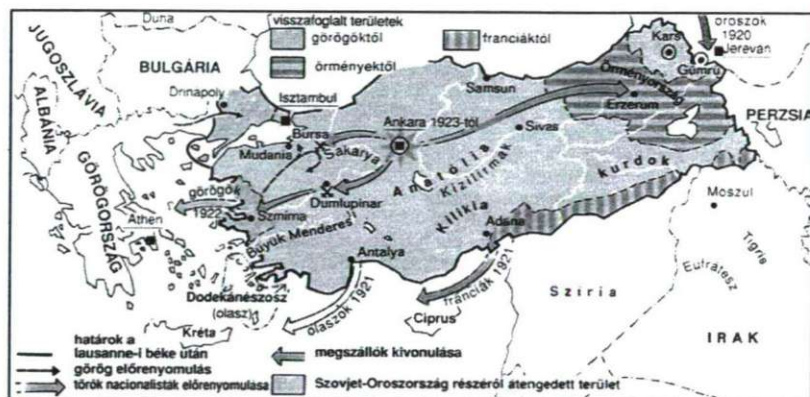 visszafoglalt területek
görögöktől
franciáktól
örményektől
oroszok
1920
Duna
JUGOSZLÁVIA
BULGÁRIA
ALBÁNIA
GÖRÖGORSZÁG
Drinapoly
Isztambul
Bursa
Mudania
Sakarya
Ankara 1923-tól
Samsun
Sivas
Kars
Gümrü
Jereván
Örményország
Erzerum
PERZSIA
Anatólia
Kizilirmak
kurdok
görögök
1922
Athén
Szmirna
Dumlupinar
Büyük Menderes
Kilikia
Adana
Moszul
Antalya
Dodekánészosz
(olasz)
olaszok 1921
franciák 1921
Kréta
Ciprus
Szíria
Eufrátesz
Tigris
IRAK
határok a
lausanne-i béke után
görög előrenyomulás
török nacionalisták előrenyomulása
megszállók kivonulása
Szovjet-Oroszország részéről átengedett terület